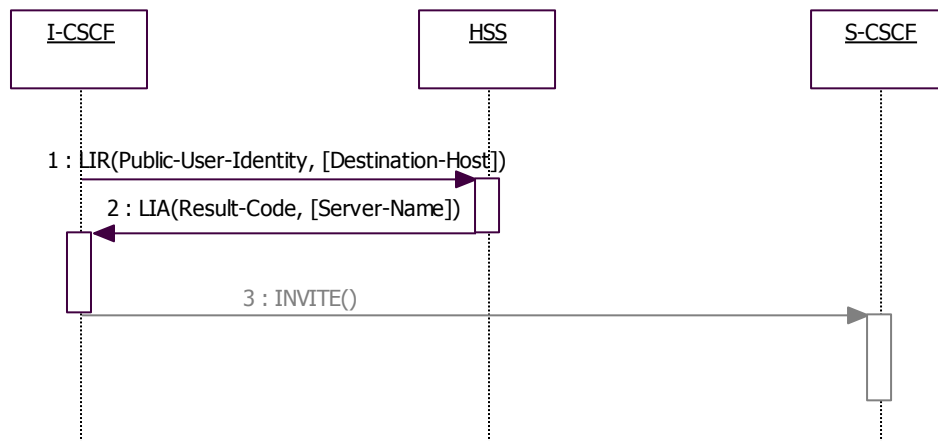 I-CSCF
HSS
S-CSCF
1 : LIR(Public-User-Identity, [Destination-Host])
2 : LIA(Result-Code, [Server-Name])
3 : INVITE()